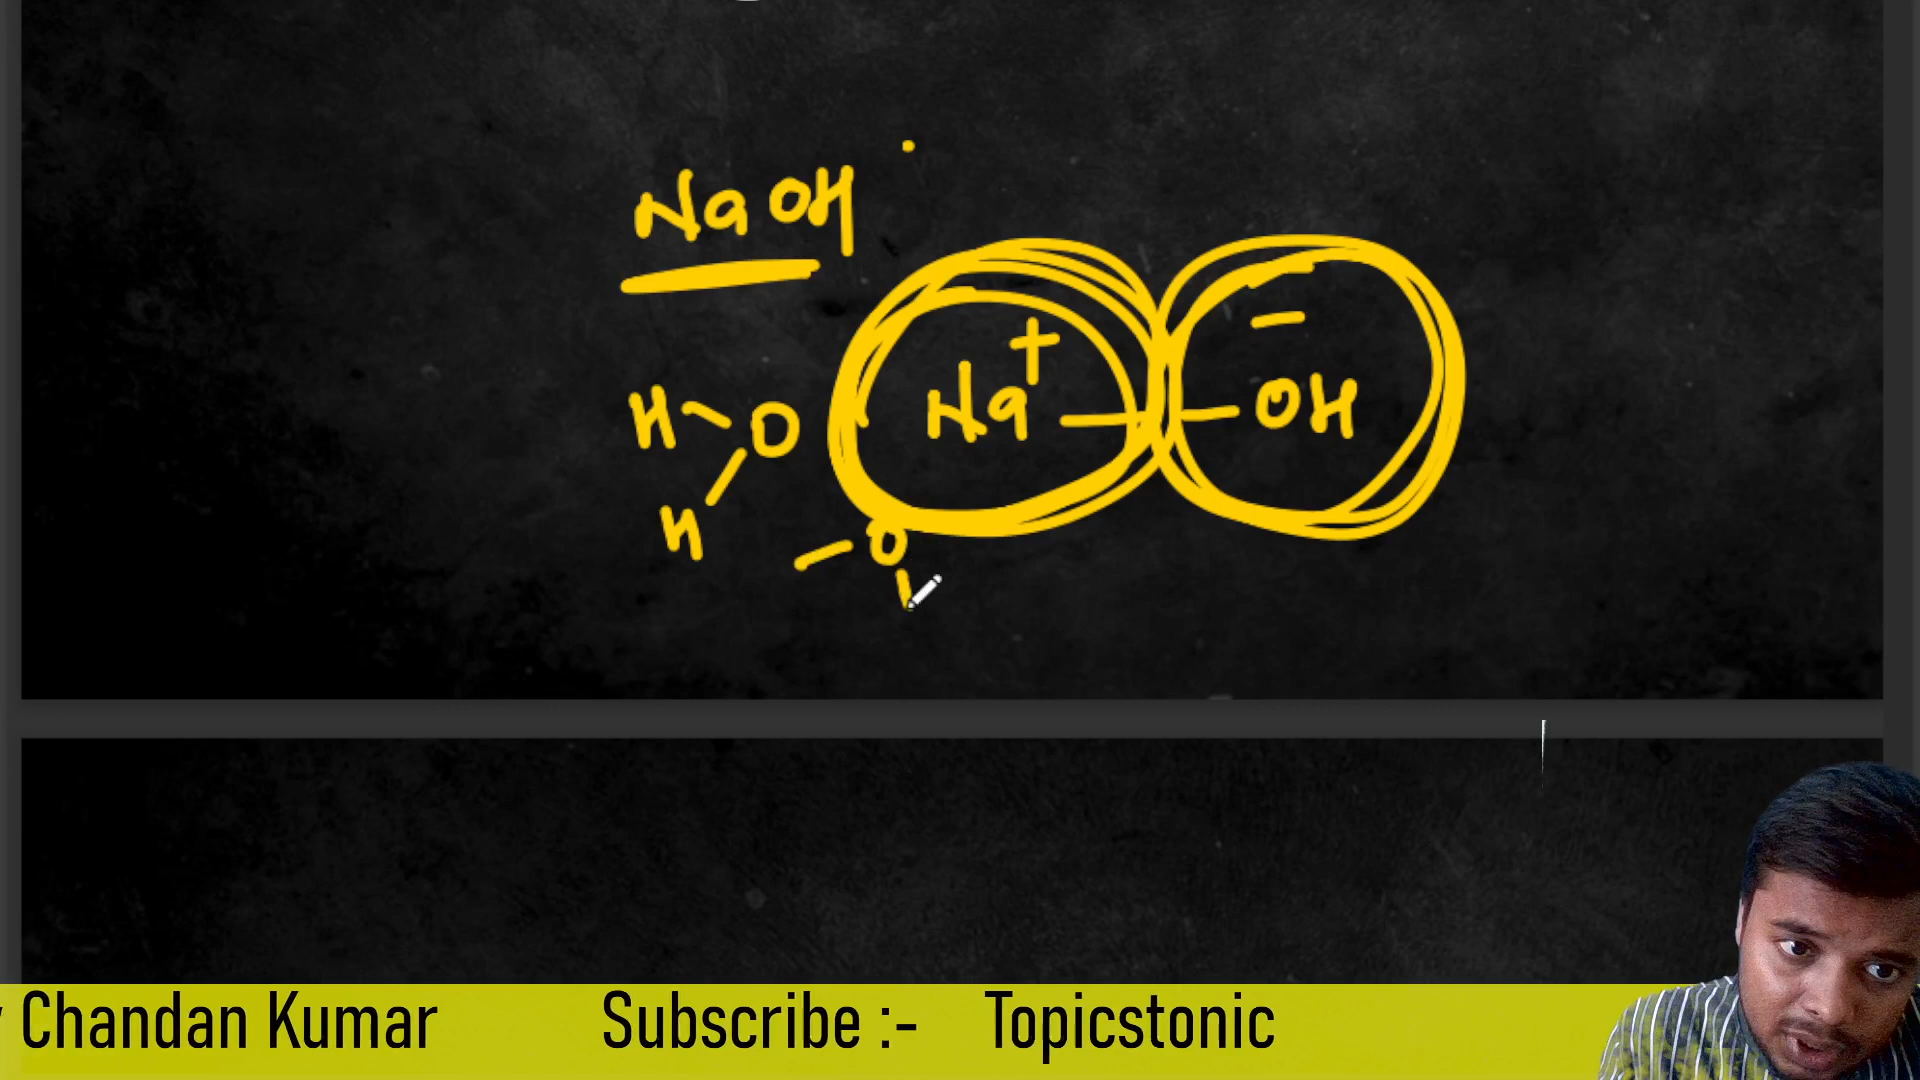 NaOH
+
−
H O Na — OH
H
O
Chandan Kumar Subscribe :- Topicstonic